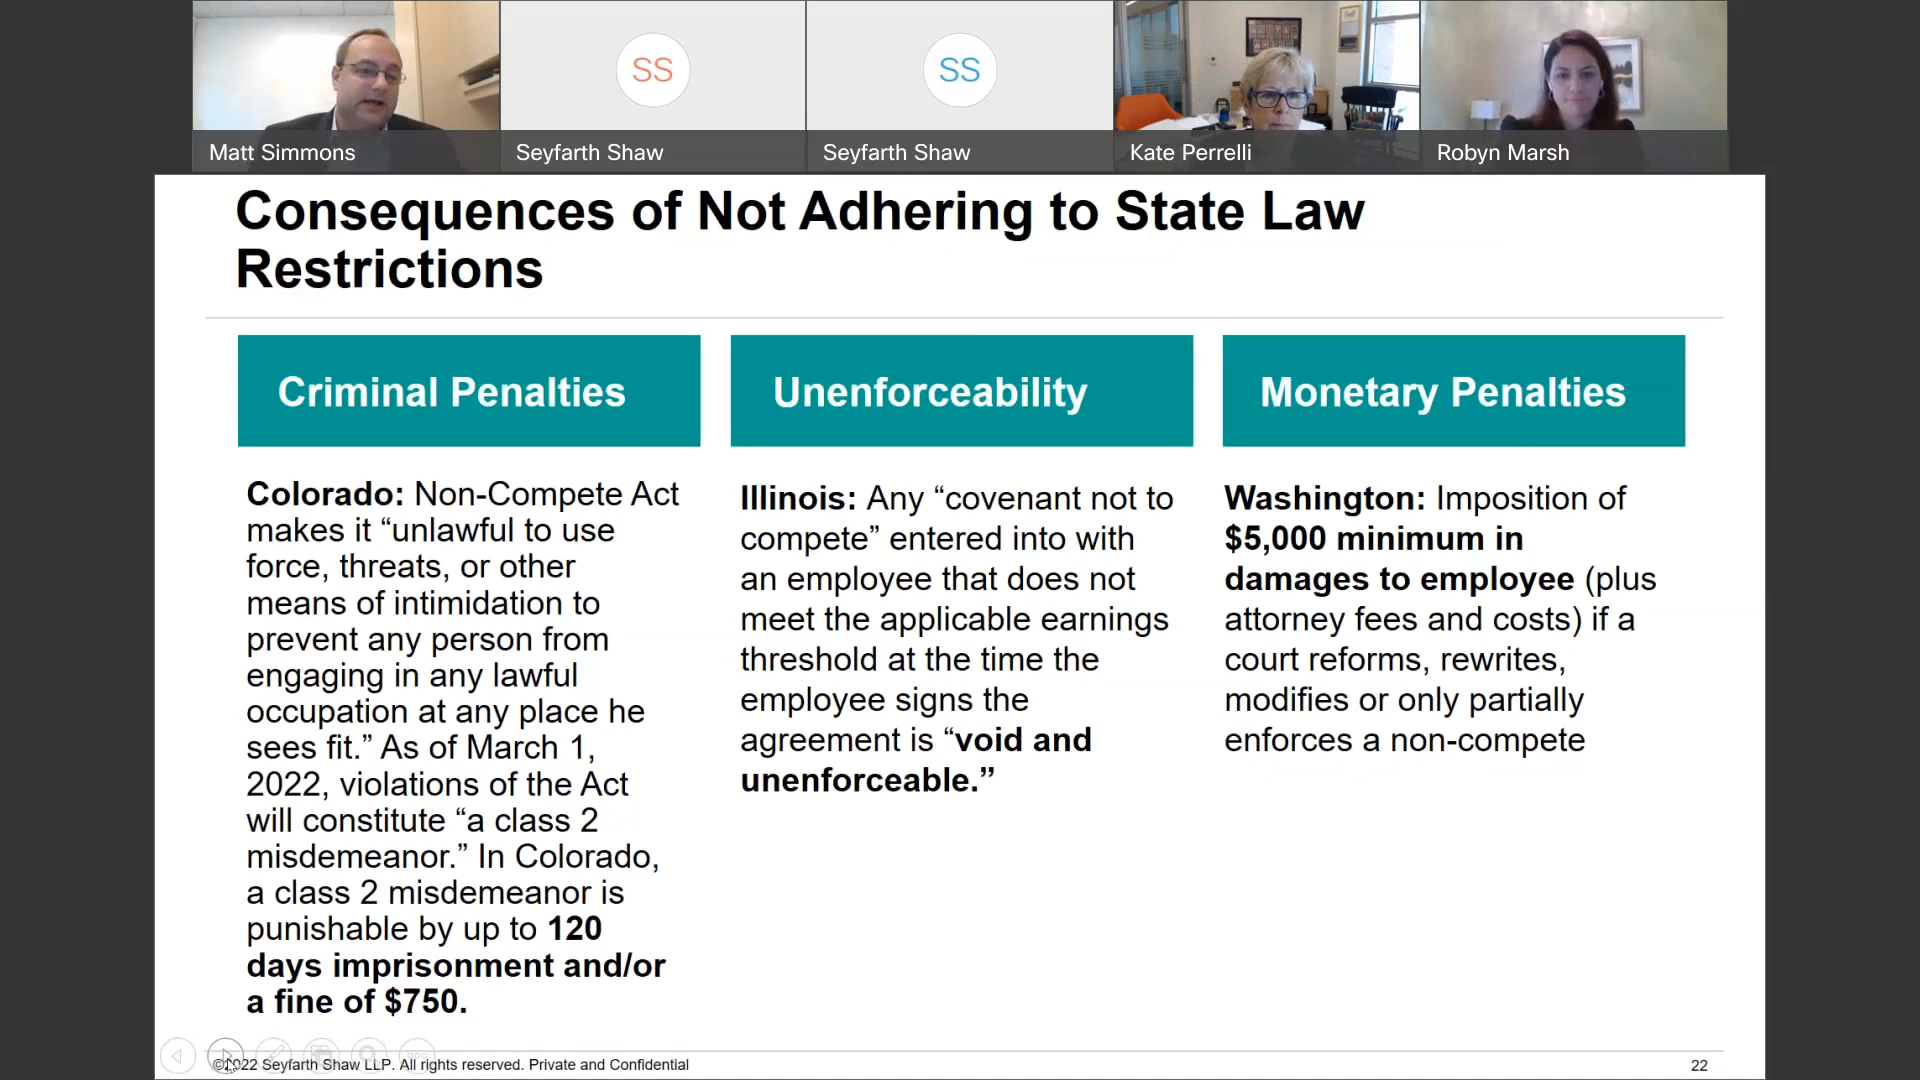 SS
SS
Matt Simmons
Seyfarth Shaw
Seyfarth Shaw
Kate Perrelli
Robyn Marsh
Consequences of Not Adhering to State Law
Restrictions
Criminal Penalties
Colorado: Non-Compete Act
makes it “unlawful to use
force, threats, or other
means of intimidation to
prevent any person from
engaging in any lawful
occupation at any place he
sees fit.” As of March 1,
2022, violations of the Act
will constitute “a class 2
misdemeanor.” In Colorado,
a class 2 misdemeanor is
punishable by up to 120
days imprisonment and/or
a fine of $750.
Unenforceability
Illinois: Any “covenant not to
compete” entered into with
an employee that does not
meet the applicable earnings
threshold at the time the
employee signs the
agreement is “void and
unenforceable.”
Monetary Penalties
Washington: Imposition of
$5,000 minimum in
damages to employee (plus
attorney fees and costs) if a
court reforms, rewrites,
modifies or only partially
enforces a non-compete
©2022 Seyfarth Shaw LLP. All rights reserved. Private and Confidential
22